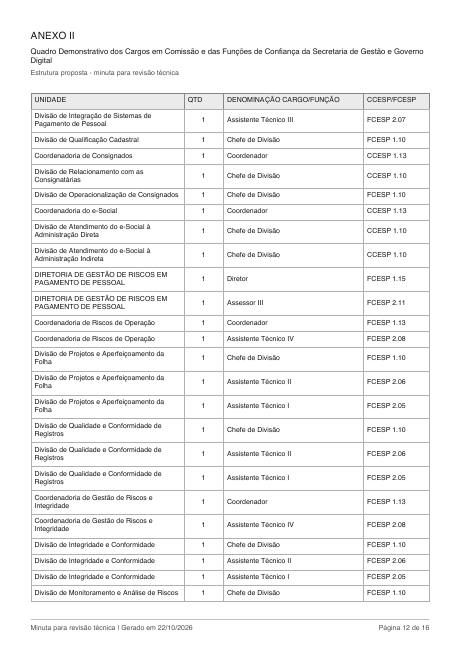 ANEXO II
Quadro Demonstrativo dos Cargos em Comissão e das Funções de Confiança da Secretaria de Gestão e Governo
Digital
Estrutura proposta - minuta para revisão técnica
UNIDADE QTD DENOMINAÇÃO CARGO/FUNÇÃO CCESP/FCESP
Divisão de Integração de Sistemas de
Pagamento de Pessoal 1 Assistente Técnico III FCESP 2.07
Divisão de Qualificação Cadastral 1 Chefe de Divisão FCESP 1.10
Coordenadoria de Consignados 1 Coordenador CCESP 1.13
Divisão de Relacionamento com as
Consignatárias 1 Chefe de Divisão CCESP 1.10
Divisão de Operacionalização de Consignados 1 Chefe de Divisão FCESP 1.10
Coordenadoria do e-Social 1 Coordenador CCESP 1.13
Divisão de Atendimento do e-Social à
Administração Direta 1 Chefe de Divisão CCESP 1.10
Divisão de Atendimento do e-Social à
Administração Indireta 1 Chefe de Divisão CCESP 1.10
DIRETORIA DE GESTÃO DE RISCOS EM
PAGAMENTO DE PESSOAL 1 Diretor FCESP 1.15
DIRETORIA DE GESTÃO DE RISCOS EM
PAGAMENTO DE PESSOAL 1 Assessor III FCESP 2.11
Coordenadoria de Riscos de Operação 1 Coordenador FCESP 1.13
Coordenadoria de Riscos de Operação 1 Assistente Técnico IV FCESP 2.08
Divisão de Projetos e Aperfeiçoamento da
Folha 1 Chefe de Divisão FCESP 1.10
Divisão de Projetos e Aperfeiçoamento da
Folha 1 Assistente Técnico II FCESP 2.06
Divisão de Projetos e Aperfeiçoamento da
Folha 1 Assistente Técnico I FCESP 2.05
Divisão de Qualidade e Conformidade de
Registros 1 Chefe de Divisão FCESP 1.10
Divisão de Qualidade e Conformidade de
Registros 1 Assistente Técnico II FCESP 2.06
Divisão de Qualidade e Conformidade de
Registros 1 Assistente Técnico I FCESP 2.05
Coordenadoria de Gestão de Riscos e
Integridade 1 Coordenador FCESP 1.13
Coordenadoria de Gestão de Riscos e
Integridade 1 Assistente Técnico IV FCESP 2.08
Divisão de Integridade e Conformidade 1 Chefe de Divisão FCESP 1.10
Divisão de Integridade e Conformidade 1 Assistente Técnico II FCESP 2.06
Divisão de Integridade e Conformidade 1 Assistente Técnico I FCESP 2.05
Divisão de Monitoramento e Análise de Riscos 1 Chefe de Divisão FCESP 1.10
Minuta para revisão técnica | Gerado em 22/10/2026 Página 12 de 16